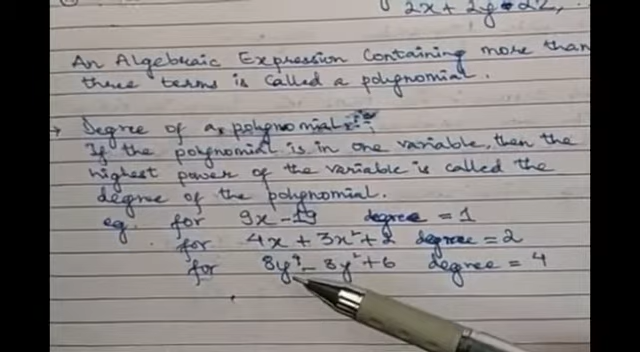 2x + 2y
An Algebraic Expression Containing more than
three terms is called a polynomial.
→ Degree of a polynomial:-
If the polynomial is in one variable, then the
highest power of the variable is called the
degree of the polynomial.
eg. for 9x - 19 degree = 1
for 4x + 3x² + 2 degree = 2
for 8y⁴ - 3y² + 6 degree = 4